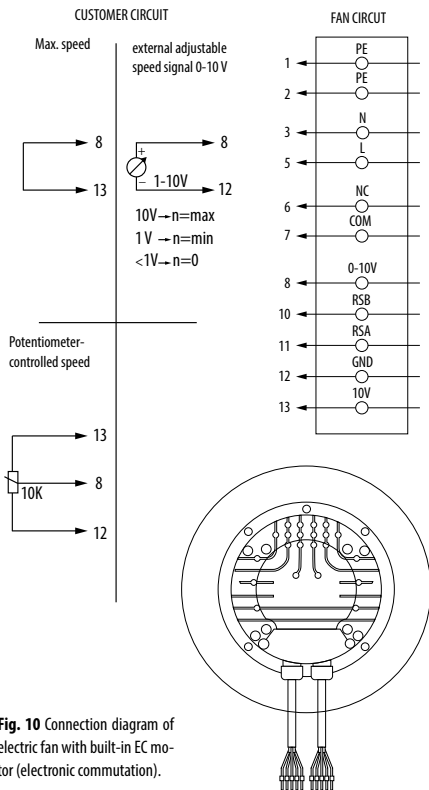 CUSTOMER CIRCUIT
Max. speed
8
13
external adjustable
speed signal 0-10 V
+
8
− 1-10V
12
10V→n=max
1 V →n=min
<1V→n=0
Potentiometer-
controlled speed
13
8
10K
12
FAN CIRCUT
PE
1
PE
2
N
3
L
5
NC
6
COM
7
0-10V
8
RSB
10
RSA
11
GND
12
10V
13
Fig. 10 Connection diagram of
electric fan with built-in EC mo-
tor (electronic commutation).